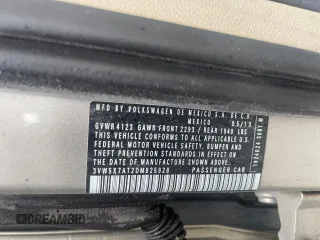 MFD. BY VOLKSWAGEN DE MEXICO S.A. DE C.V.
MEXICO 05/13
GVWR 4123 GAWR FRONT 2293 / REAR 1940 LBS
THIS VEHICLE CONFORMS TO ALL APPLICABLE
FEDERAL MOTOR VEHICLE SAFETY, BUMPER AND
THEFT PREVENTION STANDARDS IN EFFECT ON
THE DATE OF MANUFACTURE SHOWN ABOVE.
3VW5X7AT2DM825928 PASSENGER CAR
DREAMBID